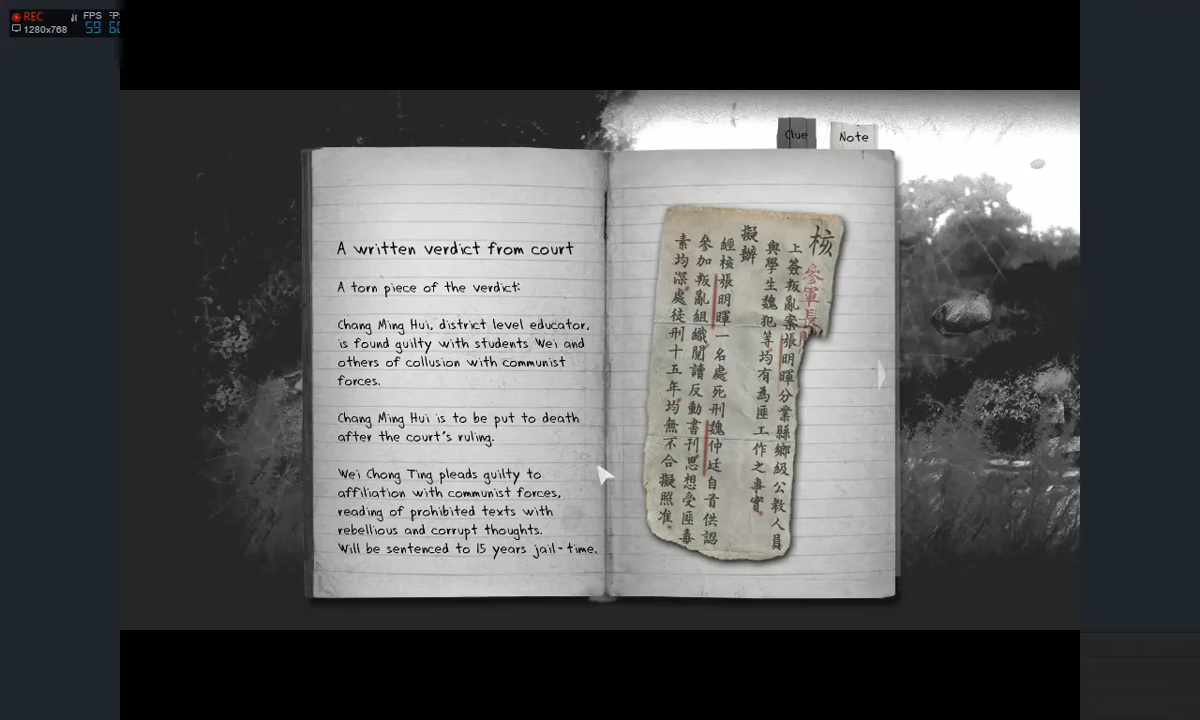 REC
1280x768
FPS
59
60
Clue
Note
A written verdict from court
A torn piece of the verdict:
Chang Ming Hui, district level educator,
is found guilty with students Wei and
others of collusion with communist
forces.
Chang Ming Hui is to be put to death
after the court's ruling.
Wei Chong Ting pleads guilty to
affiliation with communist forces,
reading of prohibited texts with
rebellious and corrupt thoughts.
Will be sentenced to 15 years jail-time.
核
參軍長
上簽叛亂案張明暉分業縣鄉級公教人員
與學生魏犯等均有為匪工作之事實
擬辦
經核張明暉一名處死刑魏仲廷自首供認
參加叛亂組織閱讀反動書刊思想受匪毒
素均深處徒刑十五年均無不合擬照准